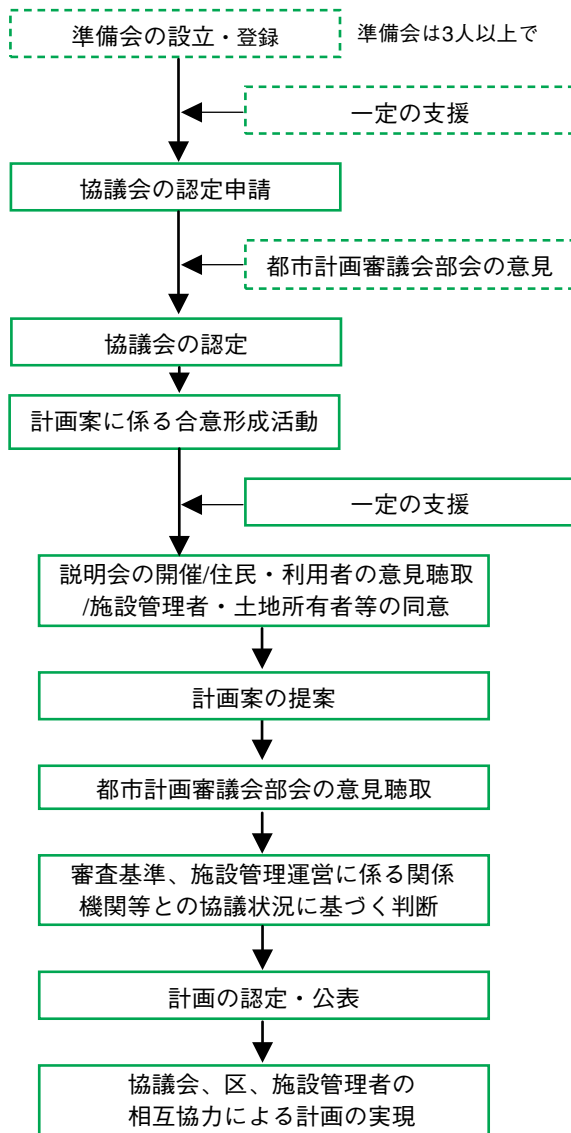 準備会の設立・登録
準備会は3人以上で
一定の支援
協議会の認定申請
都市計画審議会部会の意見
協議会の認定
計画案に係る合意形成活動
一定の支援
説明会の開催/住民・利用者の意見聴取
/施設管理者・土地所有者等の同意
計画案の提案
都市計画審議会部会の意見聴取
審査基準、施設管理運営に係る関係
機関等との協議状況に基づく判断
計画の認定・公表
協議会、区、施設管理者の
相互協力による計画の実現